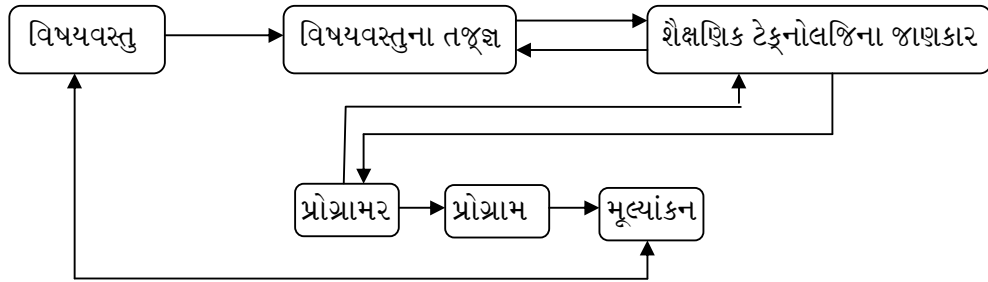 વિષયવસ્તુ
વિષયવસ્તુના તજ્જ્ઞ
શૈક્ષણિક ટેક્નોલજિના જાણકાર
પ્રોગ્રામર
પ્રોગ્રામ
મૂલ્યાંકન